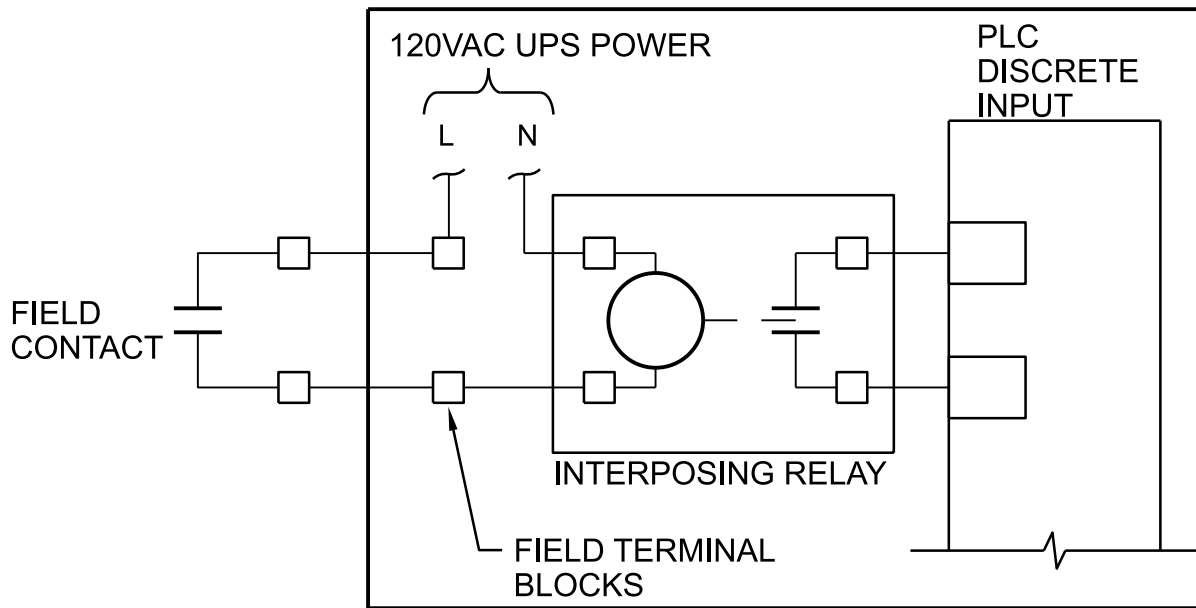 120VAC UPS POWER
L
N
PLC
DISCRETE
INPUT
FIELD
CONTACT
INTERPOSING RELAY
FIELD TERMINAL
BLOCKS